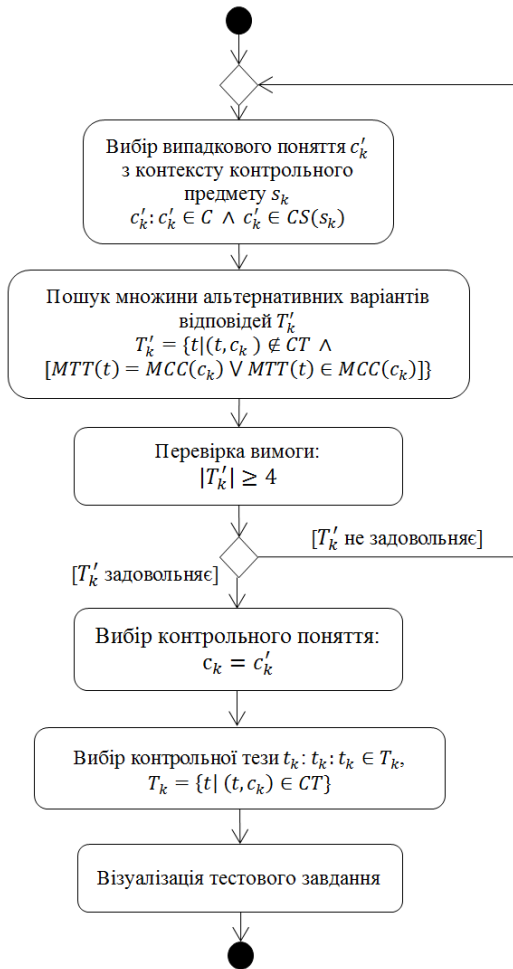 Вибір випадкового поняття c′ₖ
з контексту контрольного
предмету sₖ
c′ₖ: c′ₖ ∈ C ∧ c′ₖ ∈ CS(sₖ)
Пошук множини альтернативних варіантів
відповідей T′ₖ
T′ₖ = {t|(t, cₖ ) ∉ CT ∧
[MTT(t) = MCC(cₖ) ⋁ MTT(t) ∈ MCC(cₖ)]}
Перевірка вимоги:
|T′ₖ| ≥ 4
[T′ₖ не задовольняє]
[T′ₖ задовольняє]
Вибір контрольного поняття:
cₖ = c′ₖ
Вибір контрольної тези tₖ: tₖ: tₖ ∈ Tₖ,
Tₖ = {t| (t, cₖ) ∈ CT}
Візуалізація тестового завдання